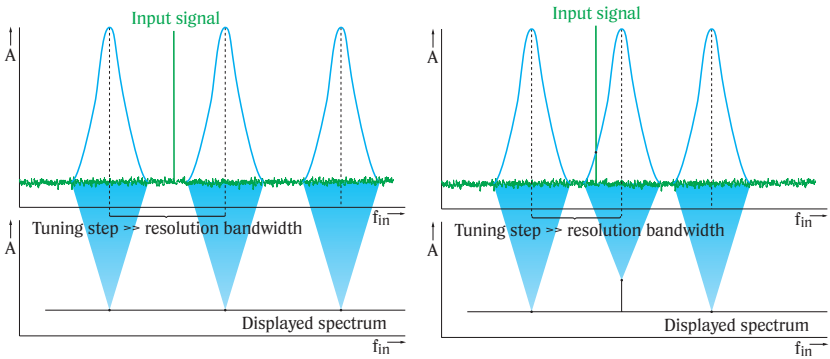 Input signal
A
f_in
Tuning step >> resolution bandwidth
A
Displayed spectrum
f_in
Input signal
A
f_in
Tuning step >> resolution bandwidth
A
Displayed spectrum
f_in